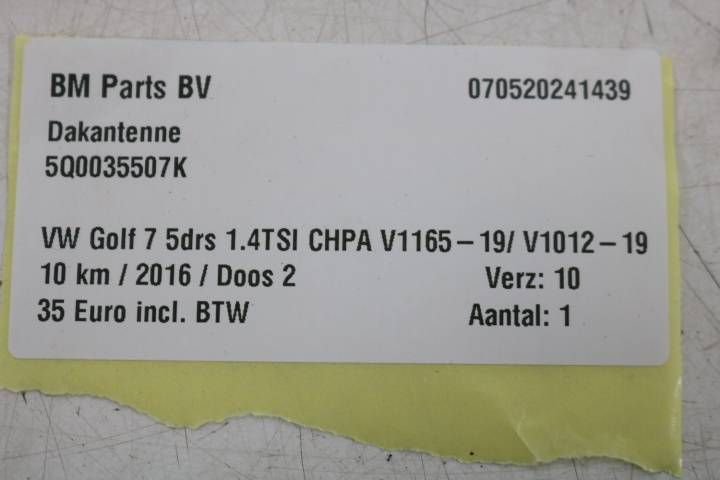 BM Parts BV 070520241439
Dakantenne
5Q0035507K
VW Golf 7 5drs 1.4TSI CHPA V1165-19/ V1012-19
10 km / 2016 / Doos 2 Verz: 10
35 Euro incl. BTW Aantal: 1